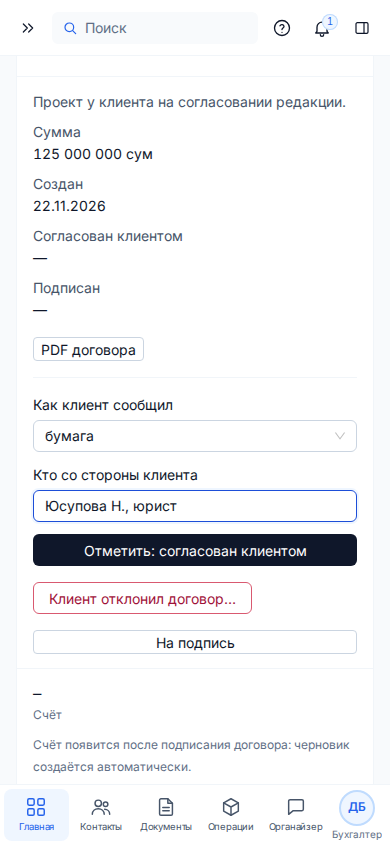 Поиск
1
Проект у клиента на согласовании редакции.
Сумма
125 000 000 сум
Создан
22.11.2026
Согласован клиентом
—
Подписан
—
PDF договора
Как клиент сообщил
бумага
Кто со стороны клиента
Юсупова Н., юрист
Отметить: согласован клиентом
Клиент отклонил договор...
На подпись
—
Счёт
Счёт появится после подписания договора: черновик
создаётся автоматически.
Главная
Контакты
Документы
Операции
Органайзер
ДБ
Бухгалтер